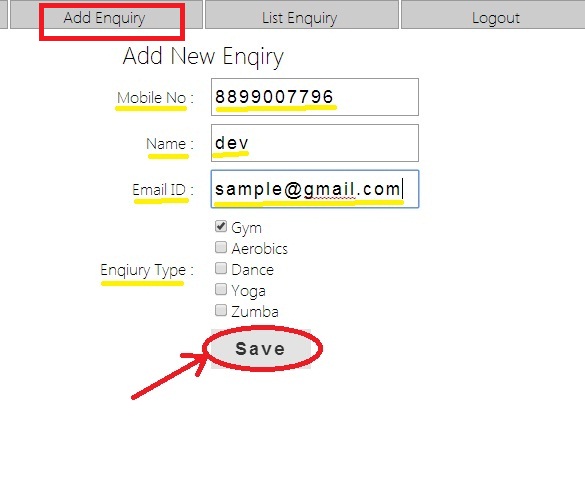 Add Enquiry List Enquiry Logout
Add New Enqiry
Mobile No : 8899007796
Name : dev
Email ID : sample@gmail.com
Gym
Aerobics
Enqiury Type : Dance
Yoga
Zumba
Save